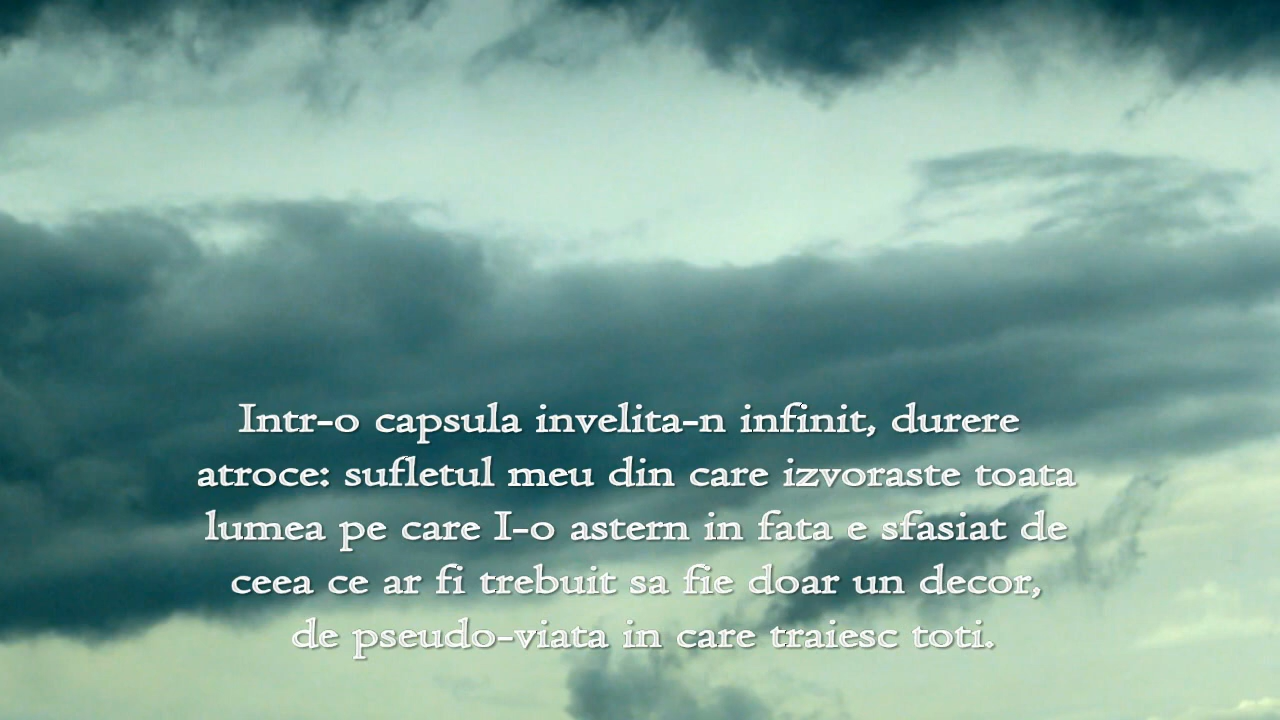 Intr-o capsula invelita-n infinit, durere
atroce: sufletul meu din care izvoraste toata
lumea pe care I-o astern in fata e sfasiat de
ceea ce ar fi trebuit sa fie doar un decor,
de pseudo-viata in care traiesc toti.